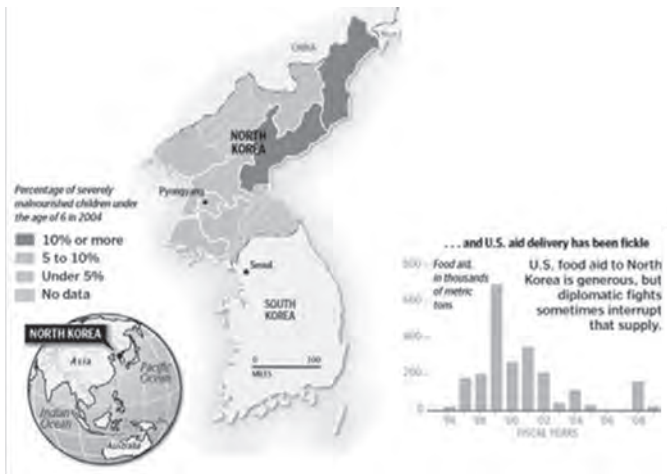 CHINA
NORTH
KOREA
Pyongyang
Percentage of severely
malnourished children under
the age of 6 in 2004
10% or more
5 to 10%
Under 5%
No data
Seoul
SOUTH
KOREA
0
100
MILES
NORTH KOREA
Asia
Pacific
Ocean
Indian
Ocean
Australia
. . . and U.S. aid delivery has been fickle
800
Food aid,
in thousands
of metric
tons
U.S. food aid to North
Korea is generous, but
diplomatic fights
sometimes interrupt
that supply.
600
400
200
0
'96
'98
'00
'02
'04
'06
'08
FISCAL YEARS